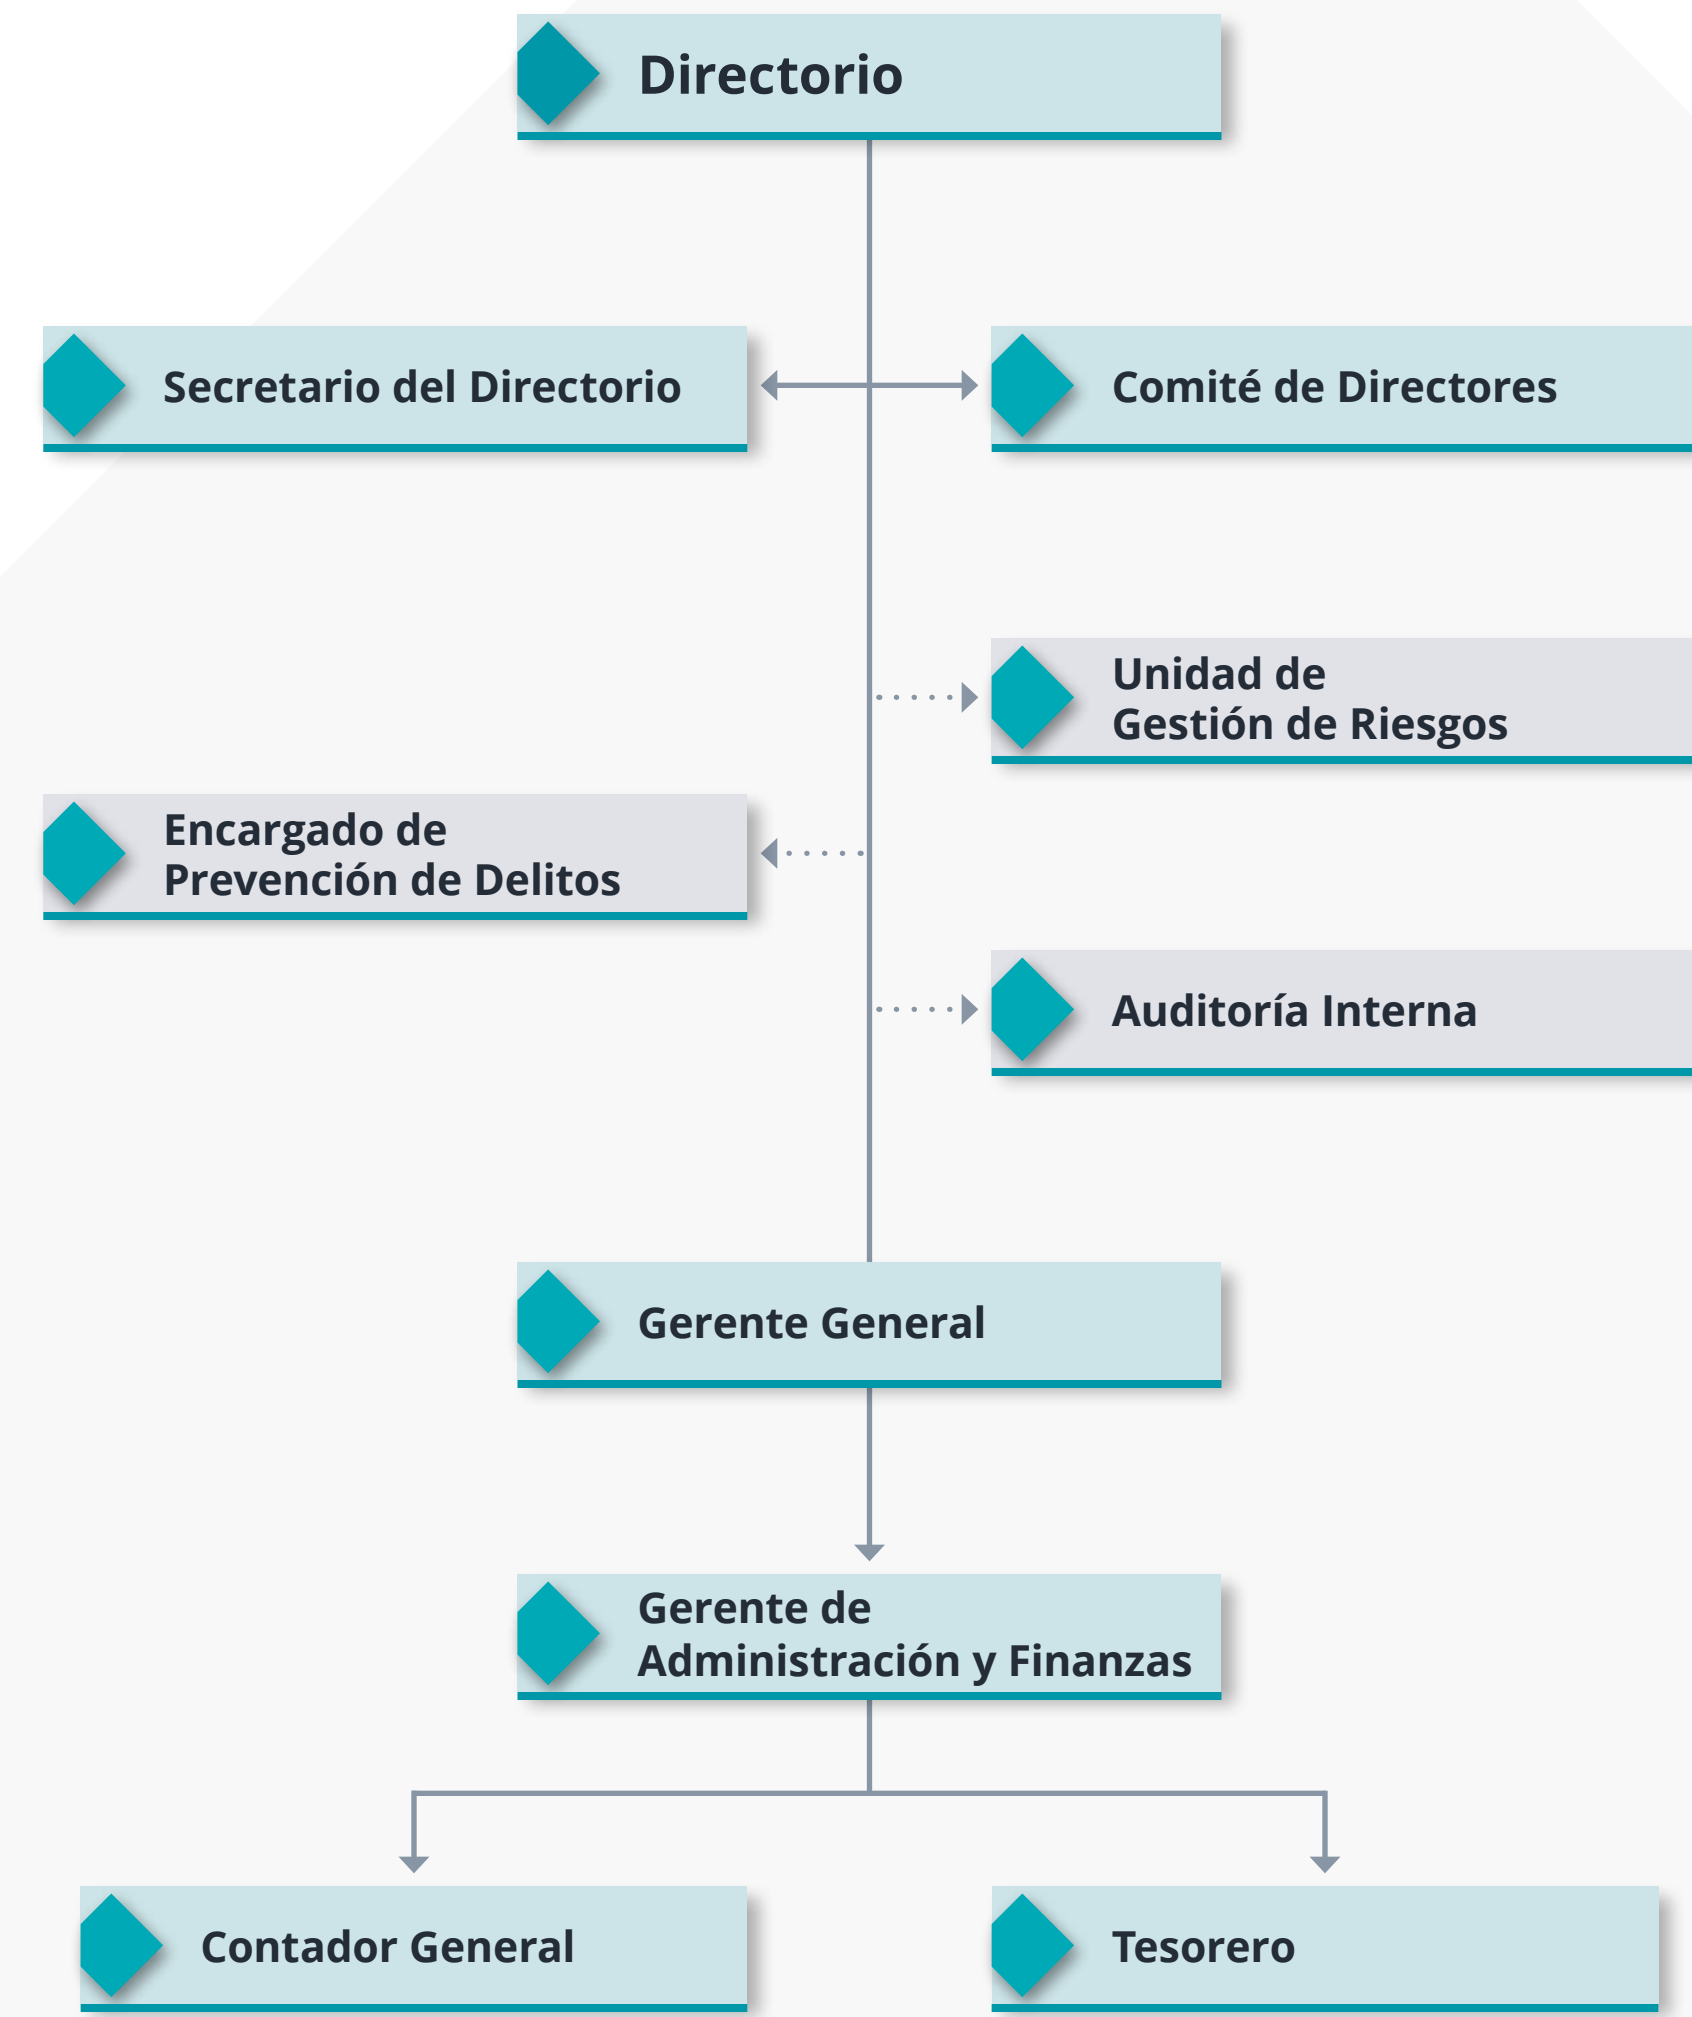 Directorio
Secretario del Directorio
Comité de Directores
Unidad de
Gestión de Riesgos
Encargado de
Prevención de Delitos
Auditoría Interna
Gerente General
Gerente de
Administración y Finanzas
Contador General
Tesorero